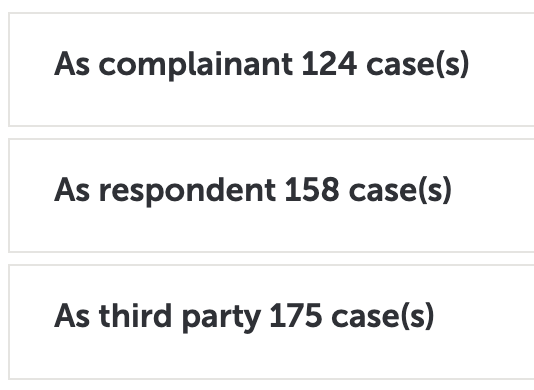 As complainant 124 case(s)
As respondent 158 case(s)
As third party 175 case(s)